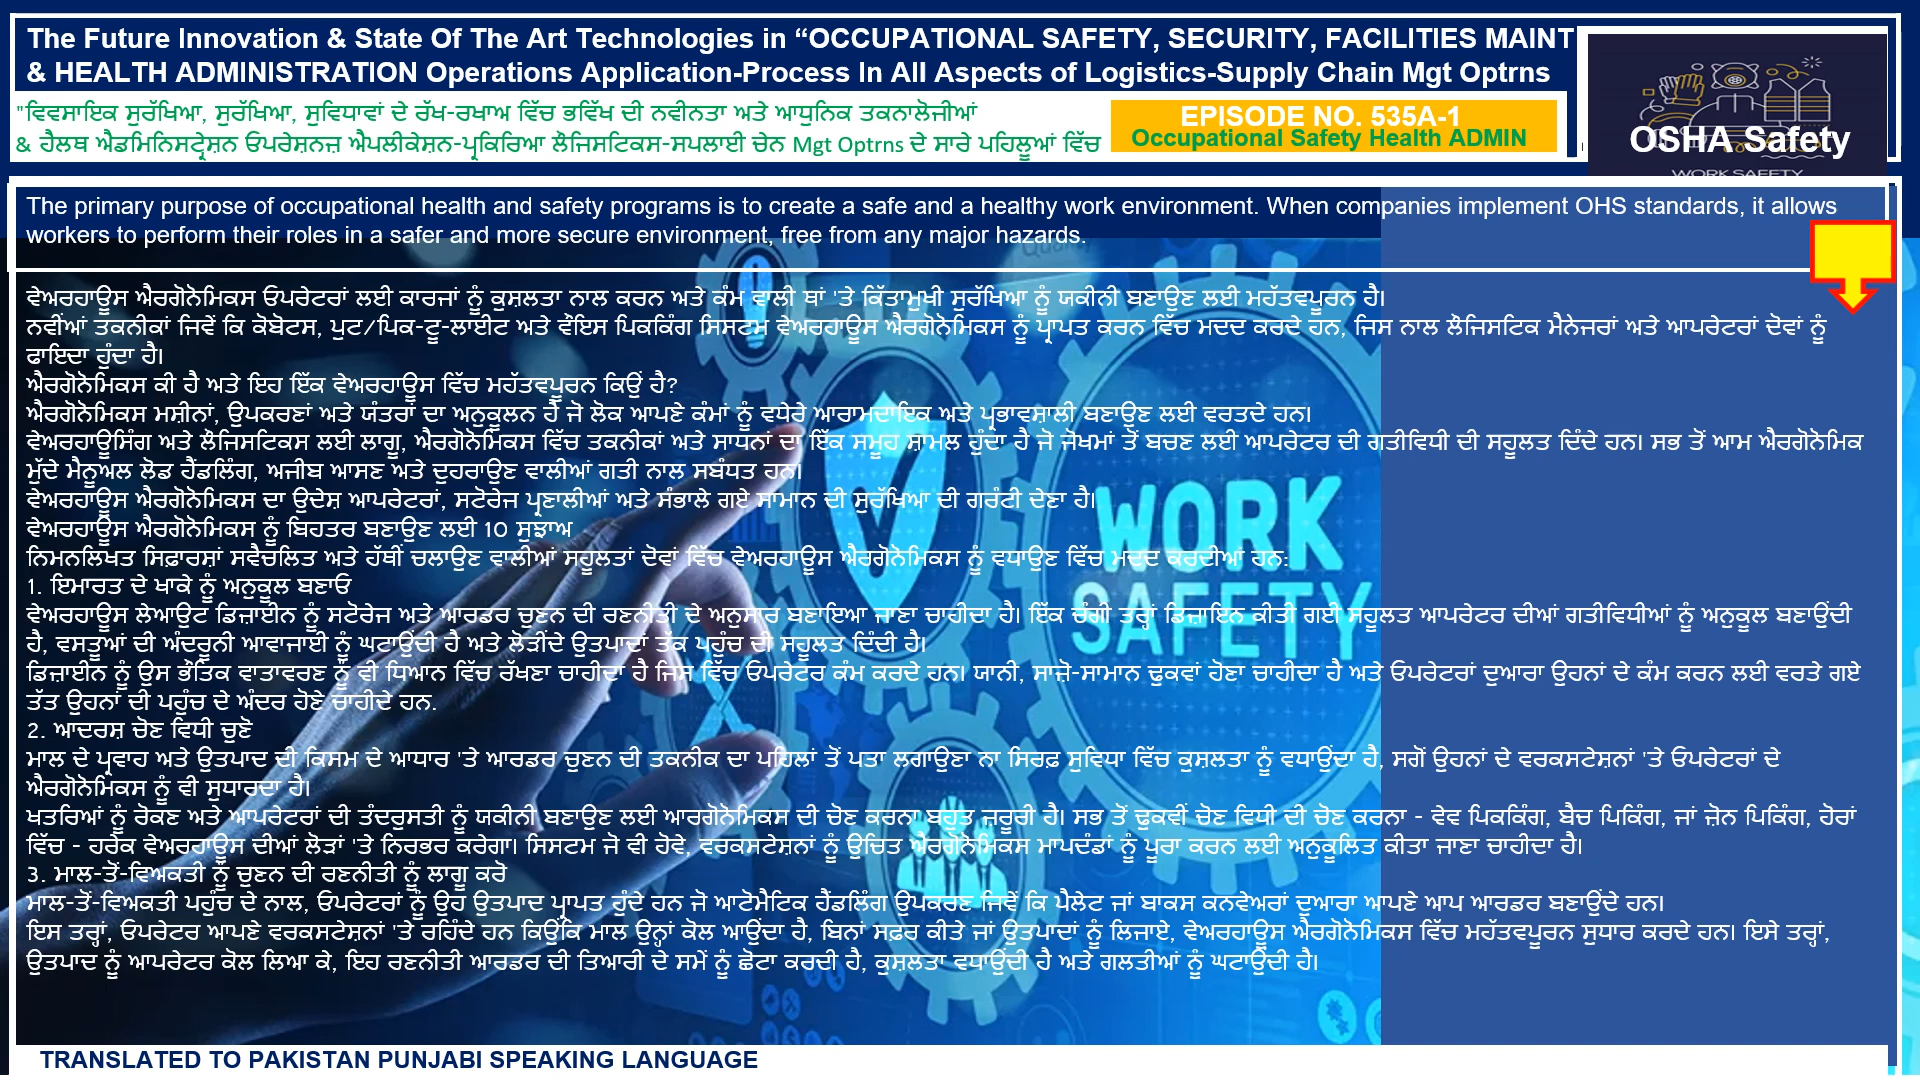 The Future Innovation & State Of The Art Technologies in “OCCUPATIONAL SAFETY, SECURITY, FACILITIES MAINT
& HEALTH ADMINISTRATION Operations Application-Process In All Aspects of Logistics-Supply Chain Mgt Optrns
"ਵਿਵਸਾਇਕ ਸੁਰੱਖਿਆ, ਸੁਰੱਖਿਆ, ਸੁਵਿਧਾਵਾਂ ਦੇ ਰੱਖ-ਰਖਾਅ ਵਿੱਚ ਭਵਿੱਖ ਦੀ ਨਵੀਨਤਾ ਅਤੇ ਆਧੁਨਿਕ ਤਕਨਾਲੋਜੀਆਂ
& ਹੈਲਥ ਐਡਮਿਨਿਸਟ੍ਰੇਸ਼ਨ ਓਪਰੇਸ਼ਨਜ਼ ਐਪਲੀਕੇਸ਼ਨ-ਪ੍ਰਕਿਰਿਆ ਲੌਜਿਸਟਿਕਸ-ਸਪਲਾਈ ਚੇਨ Mgt Optrns ਦੇ ਸਾਰੇ ਪਹਿਲੂਆਂ ਵਿੱਚ
EPISODE NO. 535A-1
Occupational Safety Health ADMIN
OSHA Safety
WORK SAFETY
The primary purpose of occupational health and safety programs is to create a safe and a healthy work environment. When companies implement OHS standards, it allows
workers to perform their roles in a safer and more secure environment, free from any major hazards.
ਵੇਅਰਹਾਊਸ ਐਰਗੋਨੋਮਿਕਸ ਓਪਰੇਟਰਾਂ ਲਈ ਕਾਰਜਾਂ ਨੂੰ ਕੁਸ਼ਲਤਾ ਨਾਲ ਕਰਨ ਅਤੇ ਕੰਮ ਵਾਲੀ ਥਾਂ 'ਤੇ ਕਿੱਤਾਮੁਖੀ ਸੁਰੱਖਿਆ ਨੂੰ ਯਕੀਨੀ ਬਣਾਉਣ ਲਈ ਮਹੱਤਵਪੂਰਨ ਹੈ।
ਨਵੀਂਆਂ ਤਕਨੀਕਾਂ ਜਿਵੇਂ ਕਿ ਕੋਬੋਟਸ, ਪੁਟ/ਪਿਕ-ਟੂ-ਲਾਈਟ ਅਤੇ ਵੌਇਸ ਪਿਕਕਿੰਗ ਸਿਸਟਮ ਵੇਅਰਹਾਊਸ ਐਰਗੋਨੋਮਿਕਸ ਨੂੰ ਪ੍ਰਾਪਤ ਕਰਨ ਵਿੱਚ ਮਦਦ ਕਰਦੇ ਹਨ, ਜਿਸ ਨਾਲ ਲੌਜਿਸਟਿਕ ਮੈਨੇਜਰਾਂ ਅਤੇ ਆਪਰੇਟਰਾਂ ਦੋਵਾਂ ਨੂੰ
ਫਾਇਦਾ ਹੁੰਦਾ ਹੈ।
ਐਰਗੋਨੋਮਿਕਸ ਕੀ ਹੈ ਅਤੇ ਇਹ ਇੱਕ ਵੇਅਰਹਾਊਸ ਵਿੱਚ ਮਹੱਤਵਪੂਰਨ ਕਿਉਂ ਹੈ?
ਐਰਗੋਨੋਮਿਕਸ ਮਸ਼ੀਨਾਂ, ਉਪਕਰਣਾਂ ਅਤੇ ਯੰਤਰਾਂ ਦਾ ਅਨੁਕੂਲਨ ਹੈ ਜੋ ਲੋਕ ਆਪਣੇ ਕੰਮਾਂ ਨੂੰ ਵਧੇਰੇ ਆਰਾਮਦਾਇਕ ਅਤੇ ਪ੍ਰਭਾਵਸ਼ਾਲੀ ਬਣਾਉਣ ਲਈ ਵਰਤਦੇ ਹਨ।
ਵੇਅਰਹਾਊਸਿੰਗ ਅਤੇ ਲੌਜਿਸਟਿਕਸ ਲਈ ਲਾਗੂ, ਐਰਗੋਨੋਮਿਕਸ ਵਿੱਚ ਤਕਨੀਕਾਂ ਅਤੇ ਸਾਧਨਾਂ ਦਾ ਇੱਕ ਸਮੂਹ ਸ਼ਾਮਲ ਹੁੰਦਾ ਹੈ ਜੋ ਜੋਖਮਾਂ ਤੋਂ ਬਚਣ ਲਈ ਆਪਰੇਟਰ ਦੀ ਗਤੀਵਿਧੀ ਦੀ ਸਹੂਲਤ ਦਿੰਦੇ ਹਨ। ਸਭ ਤੋਂ ਆਮ ਐਰਗੋਨੋਮਿਕ
ਮੁੱਦੇ ਮੈਨੂਅਲ ਲੋਡ ਹੈਂਡਲਿੰਗ, ਅਜੀਬ ਆਸਣ ਅਤੇ ਦੁਹਰਾਉਣ ਵਾਲੀਆਂ ਗਤੀ ਨਾਲ ਸਬੰਧਤ ਹਨ।
ਵੇਅਰਹਾਊਸ ਐਰਗੋਨੋਮਿਕਸ ਦਾ ਉਦੇਸ਼ ਆਪਰੇਟਰਾਂ, ਸਟੋਰੇਜ ਪ੍ਰਣਾਲੀਆਂ ਅਤੇ ਸੰਭਾਲੇ ਗਏ ਸਾਮਾਨ ਦੀ ਸੁਰੱਖਿਆ ਦੀ ਗਰੰਟੀ ਦੇਣਾ ਹੈ।
ਵੇਅਰਹਾਊਸ ਐਰਗੋਨੋਮਿਕਸ ਨੂੰ ਬਿਹਤਰ ਬਣਾਉਣ ਲਈ 10 ਸੁਝਾਅ
ਨਿਮਨਲਿਖਤ ਸਿਫ਼ਾਰਸ਼ਾਂ ਸਵੈਚਲਿਤ ਅਤੇ ਹੱਥੀਂ ਚਲਾਉਣ ਵਾਲੀਆਂ ਸਹੂਲਤਾਂ ਦੋਵਾਂ ਵਿੱਚ ਵੇਅਰਹਾਊਸ ਐਰਗੋਨੋਮਿਕਸ ਨੂੰ ਵਧਾਉਣ ਵਿੱਚ ਮਦਦ ਕਰਦੀਆਂ ਹਨ:
1. ਇਮਾਰਤ ਦੇ ਖਾਕੇ ਨੂੰ ਅਨੁਕੂਲ ਬਣਾਓ
ਵੇਅਰਹਾਊਸ ਲੇਆਉਟ ਡਿਜ਼ਾਈਨ ਨੂੰ ਸਟੋਰੇਜ ਅਤੇ ਆਰਡਰ ਚੁਣਨ ਦੀ ਰਣਨੀਤੀ ਦੇ ਅਨੁਸਾਰ ਬਣਾਇਆ ਜਾਣਾ ਚਾਹੀਦਾ ਹੈ। ਇੱਕ ਚੰਗੀ ਤਰ੍ਹਾਂ ਡਿਜ਼ਾਇਨ ਕੀਤੀ ਗਈ ਸਹੂਲਤ ਆਪਰੇਟਰ ਦੀਆਂ ਗਤੀਵਿਧੀਆਂ ਨੂੰ ਅਨੁਕੂਲ ਬਣਾਉਂਦੀ
ਹੈ, ਵਸਤੂਆਂ ਦੀ ਅੰਦਰੂਨੀ ਆਵਾਜਾਈ ਨੂੰ ਘਟਾਉਂਦੀ ਹੈ ਅਤੇ ਲੋੜੀਂਦੇ ਉਤਪਾਦਾਂ ਤੱਕ ਪਹੁੰਚ ਦੀ ਸਹੂਲਤ ਦਿੰਦੀ ਹੈ।
ਡਿਜ਼ਾਈਨ ਨੂੰ ਉਸ ਭੌਤਿਕ ਵਾਤਾਵਰਣ ਨੂੰ ਵੀ ਧਿਆਨ ਵਿੱਚ ਰੱਖਣਾ ਚਾਹੀਦਾ ਹੈ ਜਿਸ ਵਿੱਚ ਓਪਰੇਟਰ ਕੰਮ ਕਰਦੇ ਹਨ। ਯਾਨੀ, ਸਾਜ਼ੋ-ਸਾਮਾਨ ਢੁਕਵਾਂ ਹੋਣਾ ਚਾਹੀਦਾ ਹੈ ਅਤੇ ਓਪਰੇਟਰਾਂ ਦੁਆਰਾ ਉਹਨਾਂ ਦੇ ਕੰਮ ਕਰਨ ਲਈ ਵਰਤੇ ਗਏ
ਤੱਤ ਉਹਨਾਂ ਦੀ ਪਹੁੰਚ ਦੇ ਅੰਦਰ ਹੋਣੇ ਚਾਹੀਦੇ ਹਨ.
2. ਆਦਰਸ਼ ਚੋਣ ਵਿਧੀ ਚੁਣੋ
ਮਾਲ ਦੇ ਪ੍ਰਵਾਹ ਅਤੇ ਉਤਪਾਦ ਦੀ ਕਿਸਮ ਦੇ ਆਧਾਰ 'ਤੇ ਆਰਡਰ ਚੁਣਨ ਦੀ ਤਕਨੀਕ ਦਾ ਪਹਿਲਾਂ ਤੋਂ ਪਤਾ ਲਗਾਉਣਾ ਨਾ ਸਿਰਫ਼ ਸੁਵਿਧਾ ਵਿੱਚ ਕੁਸ਼ਲਤਾ ਨੂੰ ਵਧਾਉਂਦਾ ਹੈ, ਸਗੋਂ ਉਹਨਾਂ ਦੇ ਵਰਕਸਟੇਸ਼ਨਾਂ 'ਤੇ ਓਪਰੇਟਰਾਂ ਦੇ
ਐਰਗੋਨੋਮਿਕਸ ਨੂੰ ਵੀ ਸੁਧਾਰਦਾ ਹੈ।
ਖਤਰਿਆਂ ਨੂੰ ਰੋਕਣ ਅਤੇ ਆਪਰੇਟਰਾਂ ਦੀ ਤੰਦਰੁਸਤੀ ਨੂੰ ਯਕੀਨੀ ਬਣਾਉਣ ਲਈ ਆਰਗੋਨੋਮਿਕਸ ਦੀ ਚੋਣ ਕਰਨਾ ਬਹੁਤ ਜ਼ਰੂਰੀ ਹੈ। ਸਭ ਤੋਂ ਢੁਕਵੀਂ ਚੋਣ ਵਿਧੀ ਦੀ ਚੋਣ ਕਰਨਾ - ਵੇਵ ਪਿਕਕਿੰਗ, ਬੈਚ ਪਿਕਿੰਗ, ਜਾਂ ਜ਼ੋਨ ਪਿਕਿੰਗ, ਹੋਰਾਂ
ਵਿੱਚ - ਹਰੇਕ ਵੇਅਰਹਾਊਸ ਦੀਆਂ ਲੋੜਾਂ 'ਤੇ ਨਿਰਭਰ ਕਰੇਗਾ। ਸਿਸਟਮ ਜੋ ਵੀ ਹੋਵੇ, ਵਰਕਸਟੇਸ਼ਨਾਂ ਨੂੰ ਉਚਿਤ ਐਰਗੋਨੋਮਿਕਸ ਮਾਪਦੰਡਾਂ ਨੂੰ ਪੂਰਾ ਕਰਨ ਲਈ ਅਨੁਕੂਲਿਤ ਕੀਤਾ ਜਾਣਾ ਚਾਹੀਦਾ ਹੈ।
3. ਮਾਲ-ਤੋਂ-ਵਿਅਕਤੀ ਨੂੰ ਚੁਣਨ ਦੀ ਰਣਨੀਤੀ ਨੂੰ ਲਾਗੂ ਕਰੋ
ਮਾਲ-ਤੋਂ-ਵਿਅਕਤੀ ਪਹੁੰਚ ਦੇ ਨਾਲ, ਓਪਰੇਟਰਾਂ ਨੂੰ ਉਹ ਉਤਪਾਦ ਪ੍ਰਾਪਤ ਹੁੰਦੇ ਹਨ ਜੋ ਆਟੋਮੈਟਿਕ ਹੈਂਡਲਿੰਗ ਉਪਕਰਣ ਜਿਵੇਂ ਕਿ ਪੈਲੇਟ ਜਾਂ ਬਾਕਸ ਕਨਵੇਅਰਾਂ ਦੁਆਰਾ ਆਪਣੇ ਆਪ ਆਰਡਰ ਬਣਾਉਂਦੇ ਹਨ।
ਇਸ ਤਰ੍ਹਾਂ, ਓਪਰੇਟਰ ਆਪਣੇ ਵਰਕਸਟੇਸ਼ਨਾਂ 'ਤੇ ਰਹਿੰਦੇ ਹਨ ਕਿਉਂਕਿ ਮਾਲ ਉਨ੍ਹਾਂ ਕੋਲ ਆਉਂਦਾ ਹੈ, ਬਿਨਾਂ ਸਫ਼ਰ ਕੀਤੇ ਜਾਂ ਉਤਪਾਦਾਂ ਨੂੰ ਲਿਜਾਏ, ਵੇਅਰਹਾਊਸ ਐਰਗੋਨੋਮਿਕਸ ਵਿੱਚ ਮਹੱਤਵਪੂਰਨ ਸੁਧਾਰ ਕਰਦੇ ਹਨ। ਇਸੇ ਤਰ੍ਹਾਂ,
ਉਤਪਾਦ ਨੂੰ ਆਪਰੇਟਰ ਕੋਲ ਲਿਆ ਕੇ, ਇਹ ਰਣਨੀਤੀ ਆਰਡਰ ਦੀ ਤਿਆਰੀ ਦੇ ਸਮੇਂ ਨੂੰ ਛੋਟਾ ਕਰਦੀ ਹੈ, ਕੁਸ਼ਲਤਾ ਵਧਾਉਂਦੀ ਹੈ ਅਤੇ ਗਲਤੀਆਂ ਨੂੰ ਘਟਾਉਂਦੀ ਹੈ।
WORK
SAFETY
TRANSLATED TO PAKISTAN PUNJABI SPEAKING LANGUAGE